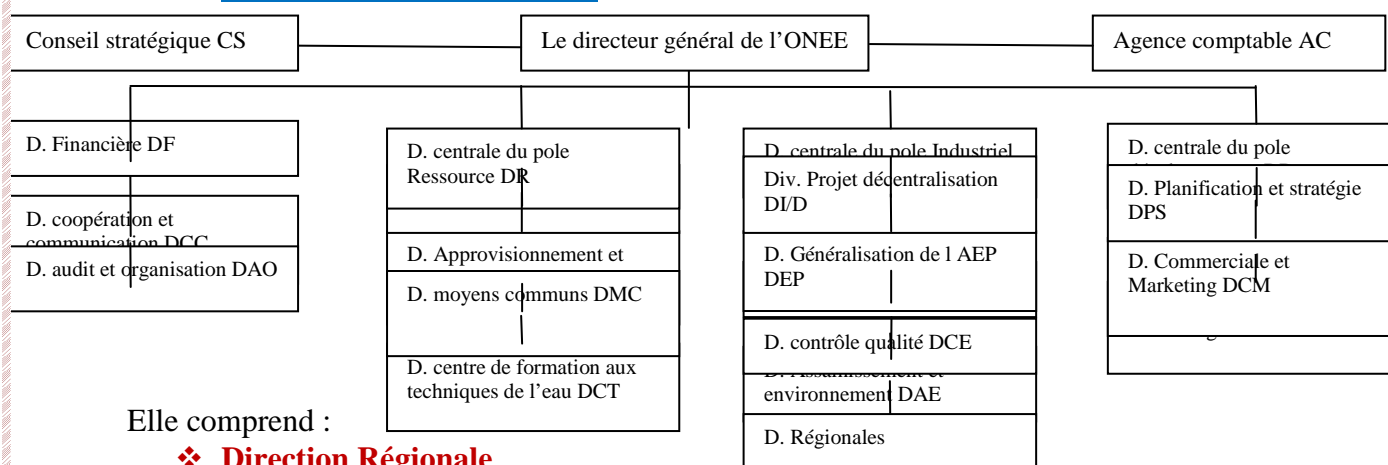 Conseil stratégique CS
Le directeur général de l’ONEE
Agence comptable AC
D. Financière DF
D. coopération et
communication DCC
D. audit et organisation DAO
D. centrale du pole
Ressource DR
D. Approvisionnement et
D. moyens communs DMC
D. centre de formation aux
techniques de l’eau DCT
D. centrale du pole Industriel
Div. Projet décentralisation
DI/D
D. Généralisation de l AEP
DEP
D. contrôle qualité DCE
D. Assainissement et
environnement DAE
D. Régionales
D. centrale du pole
D. Planification et stratégie
DPS
D. Commerciale et
Marketing DCM
Elle comprend :
❖ Direction Régionale